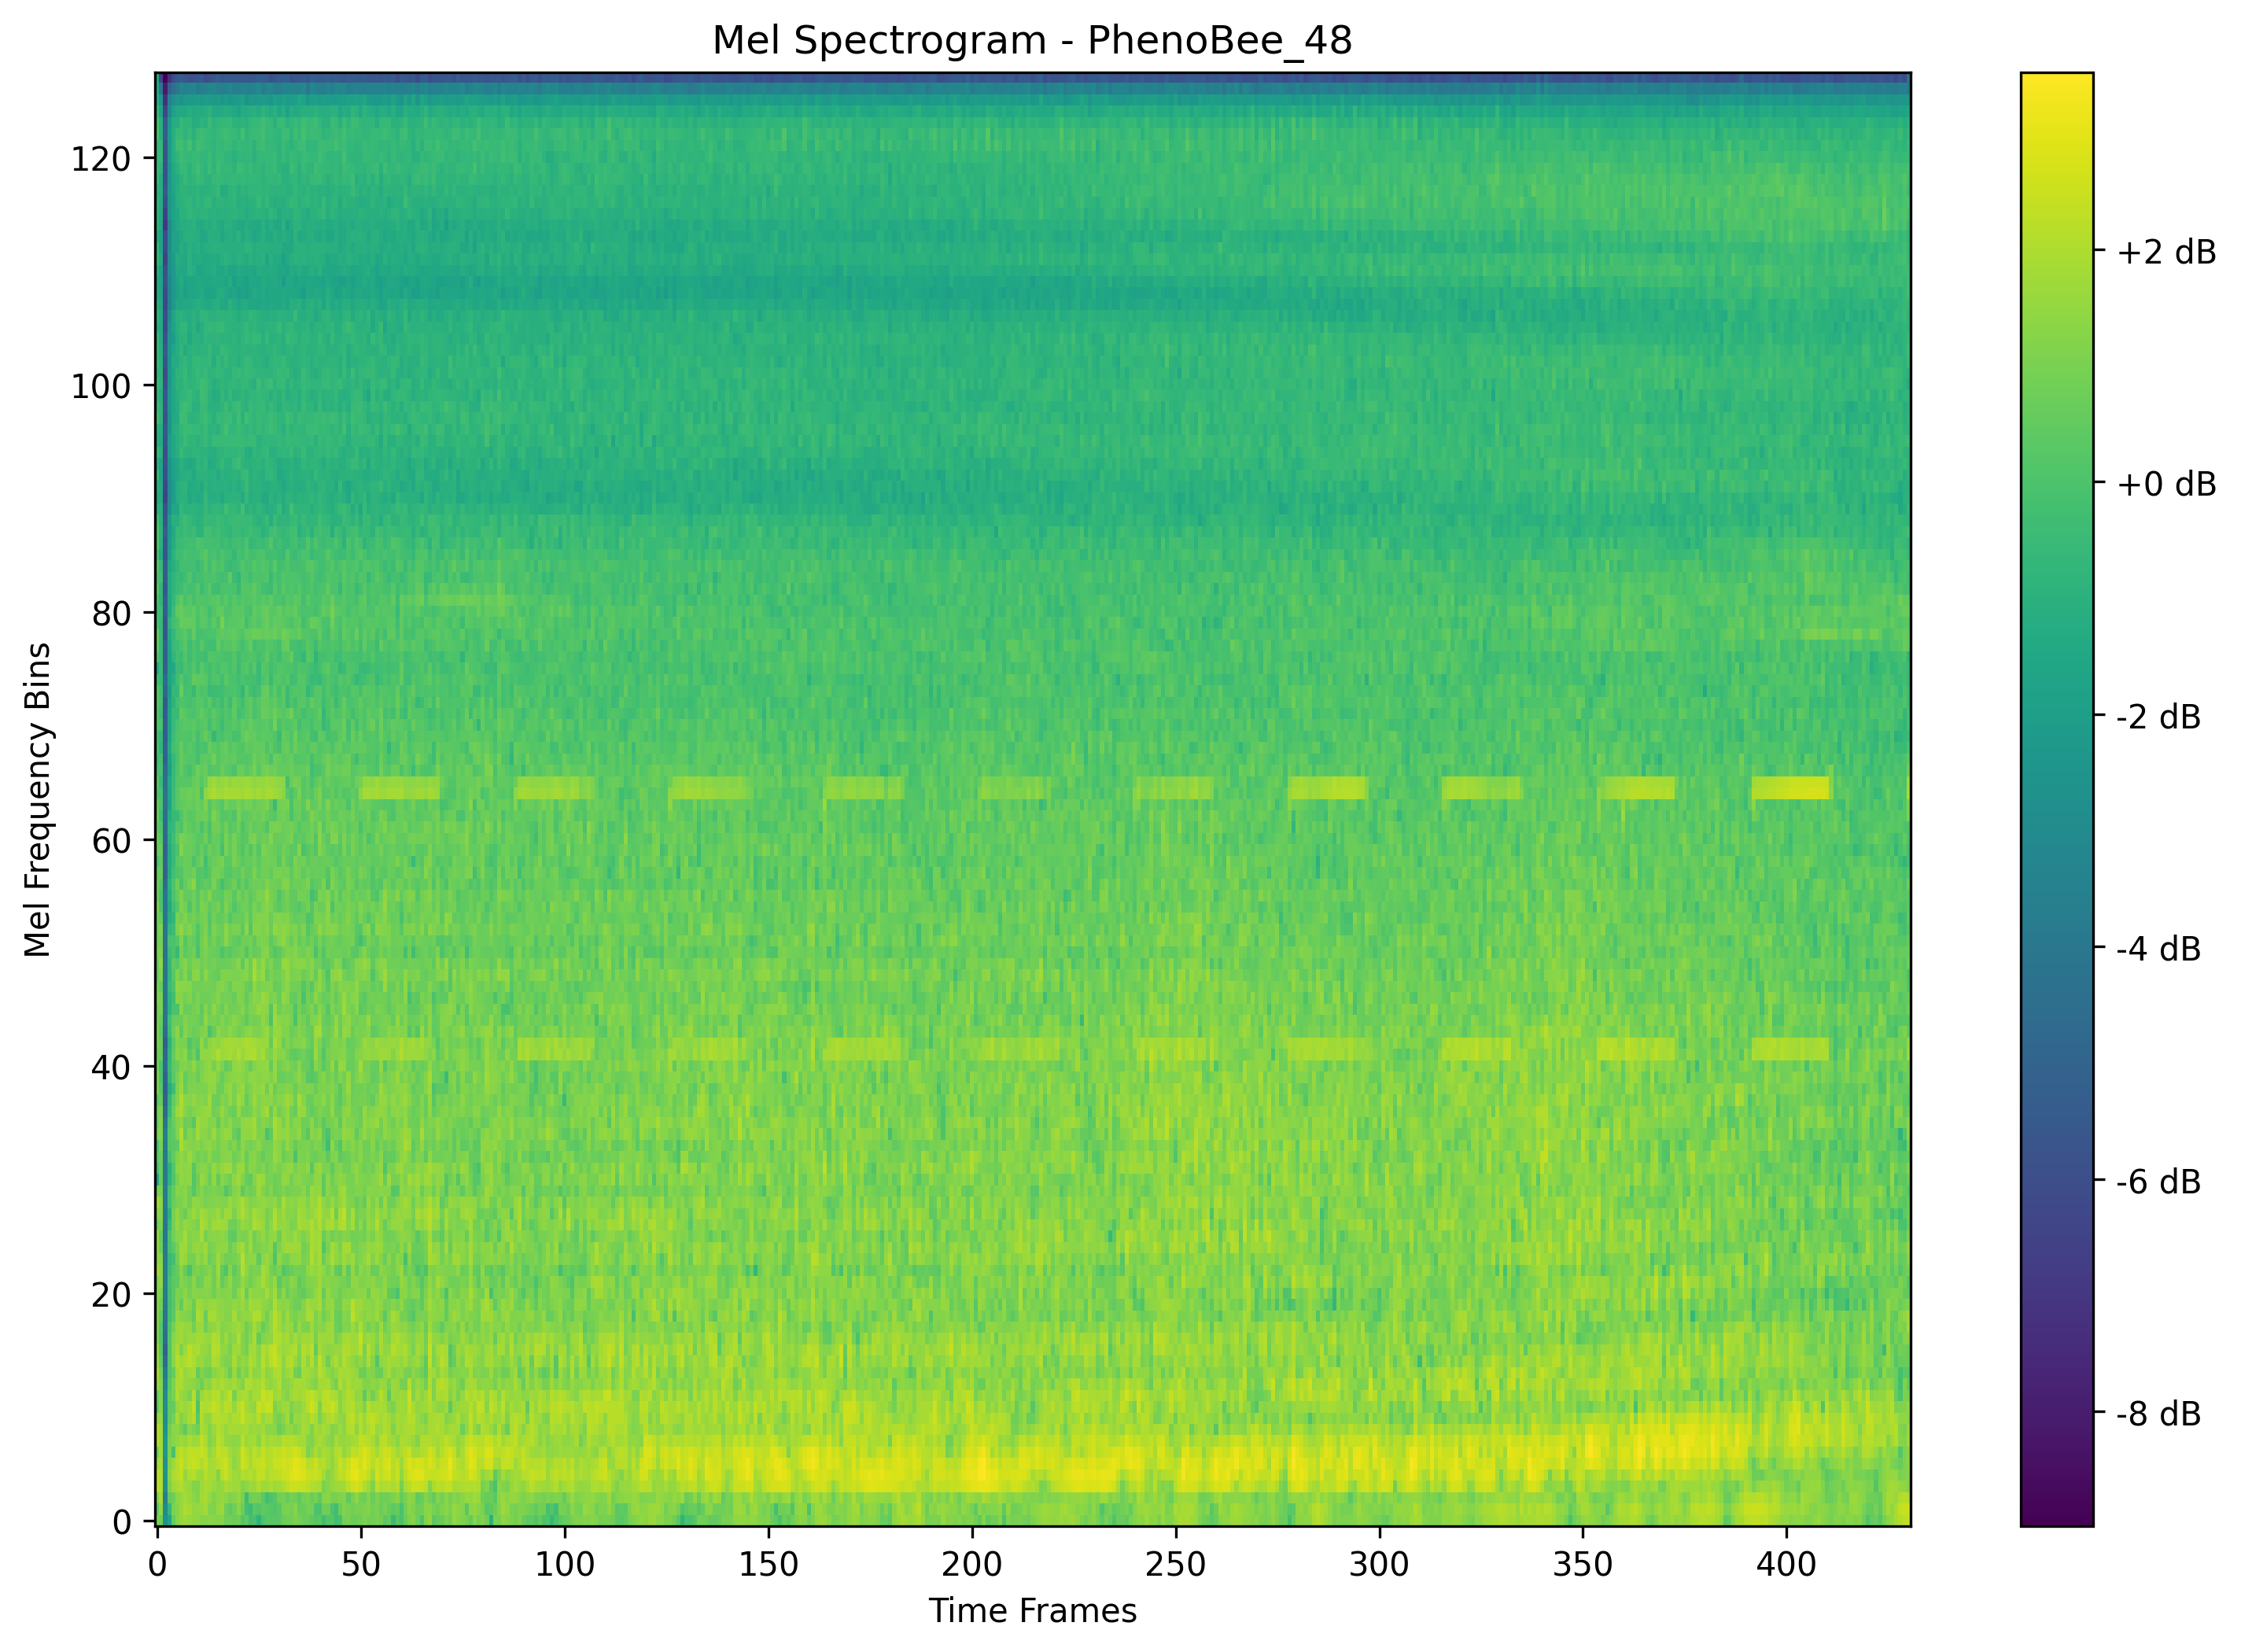 Mel Spectrogram - PhenoBee_48
Mel Frequency Bins
120
100
80
60
40
20
0
0 50 100 150 200 250 300 350 400
Time Frames
+2 dB
+0 dB
-2 dB
-4 dB
-6 dB
-8 dB